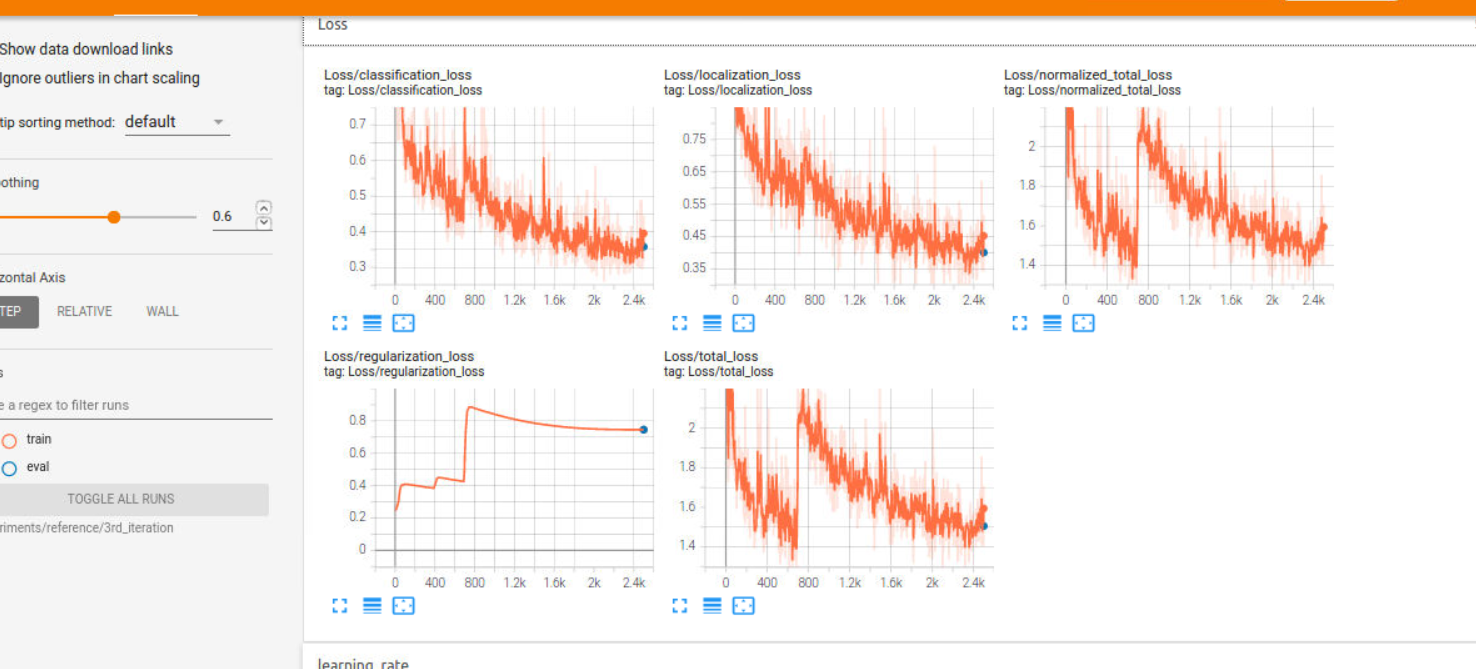 Show data download links
Ignore outliers in chart scaling
tip sorting method: default
othing
0.6
zontal Axis
TEP RELATIVE WALL
s
e a regex to filter runs
train
eval
TOGGLE ALL RUNS
riments/reference/3rd_iteration
Loss
Loss/classification_loss
tag: Loss/classification_loss
0.7
0.6
0.5
0.4
0.3
0 400 800 1.2k 1.6k 2k 2.4k
Loss/localization_loss
tag: Loss/localization_loss
0.75
0.65
0.55
0.45
0.35
0 400 800 1.2k 1.6k 2k 2.4k
Loss/normalized_total_loss
tag: Loss/normalized_total_loss
2
1.8
1.6
1.4
0 400 800 1.2k 1.6k 2k 2.4k
Loss/regularization_loss
tag: Loss/regularization_loss
0.8
0.6
0.4
0.2
0
0 400 800 1.2k 1.6k 2k 2.4k
Loss/total_loss
tag: Loss/total_loss
2
1.8
1.6
1.4
0 400 800 1.2k 1.6k 2k 2.4k
learning_rate